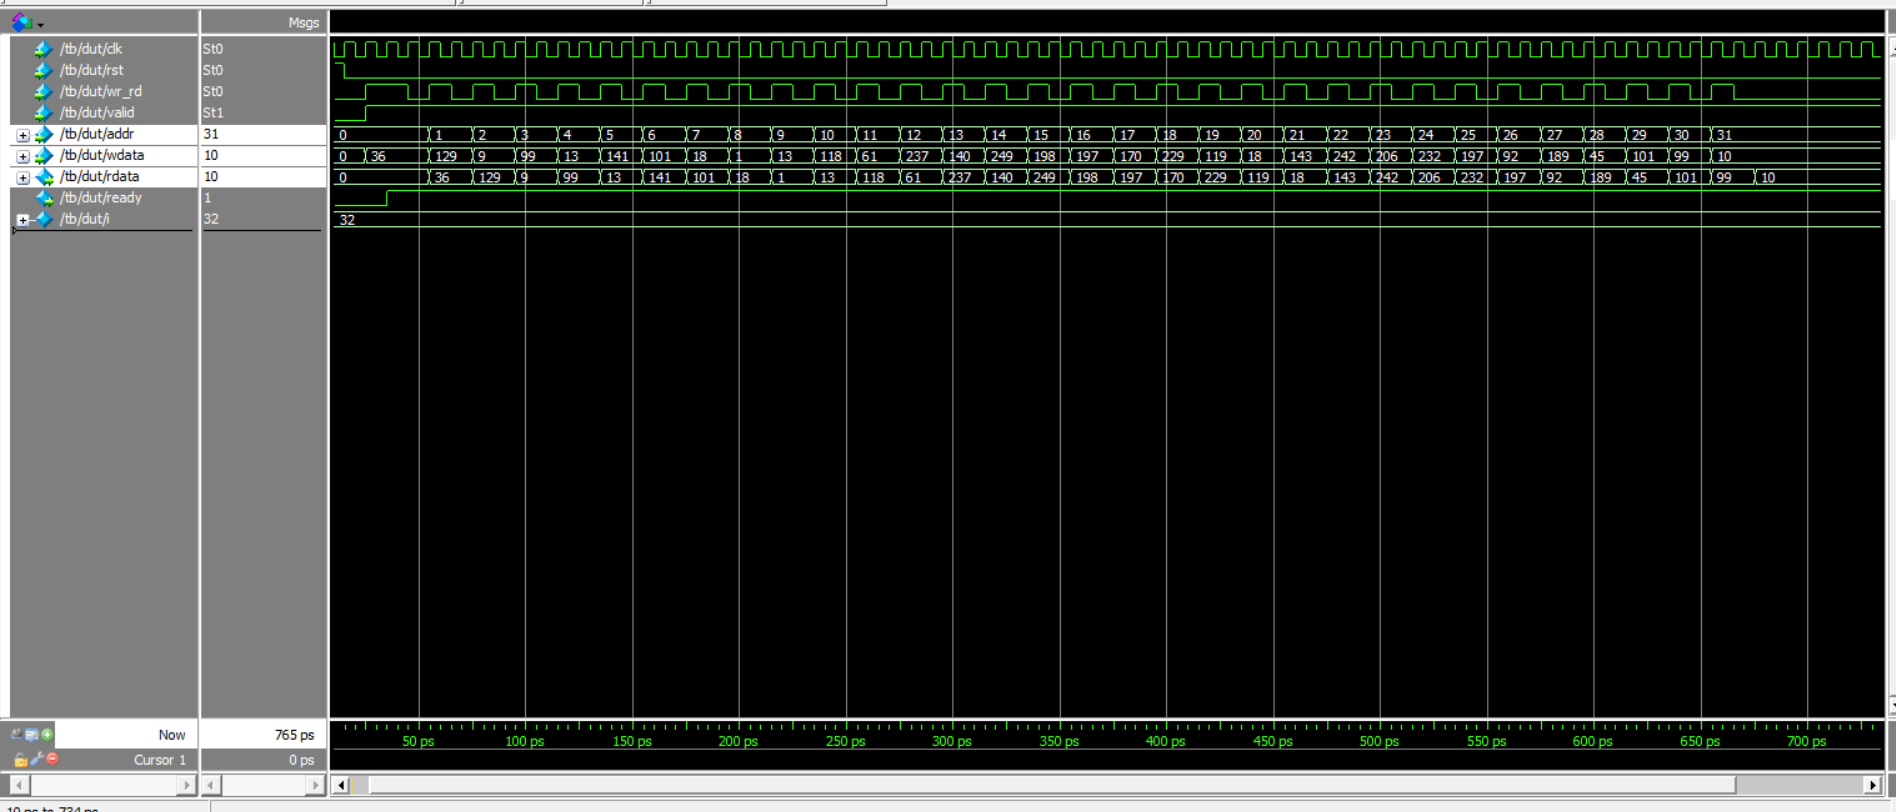 Msgs
/tb/dut/clk St0
/tb/dut/rst St0
/tb/dut/wr_rd St0
/tb/dut/valid St1
/tb/dut/addr 31 0 1 2 3 4 5 6 7 8 9 10 11 12 13 14 15 16 17 18 19 20 21 22 23 24 25 26 27 28 29 30 31
/tb/dut/wdata 10 0 36 129 9 99 13 141 101 18 1 13 118 61 237 140 249 198 197 170 229 119 18 143 242 206 232 197 92 189 45 101 99 10
/tb/dut/rdata 10 0 36 129 9 99 13 141 101 18 1 13 118 61 237 140 249 198 197 170 229 119 18 143 242 206 232 197 92 189 45 101 99 10
/tb/dut/ready 1
/tb/dut/i 32 32
Now 765 ps
50 ps 100 ps 150 ps 200 ps 250 ps 300 ps 350 ps 400 ps 450 ps 500 ps 550 ps 600 ps 650 ps 700 ps
Cursor 1 0 ps
10 ps to 734 ps